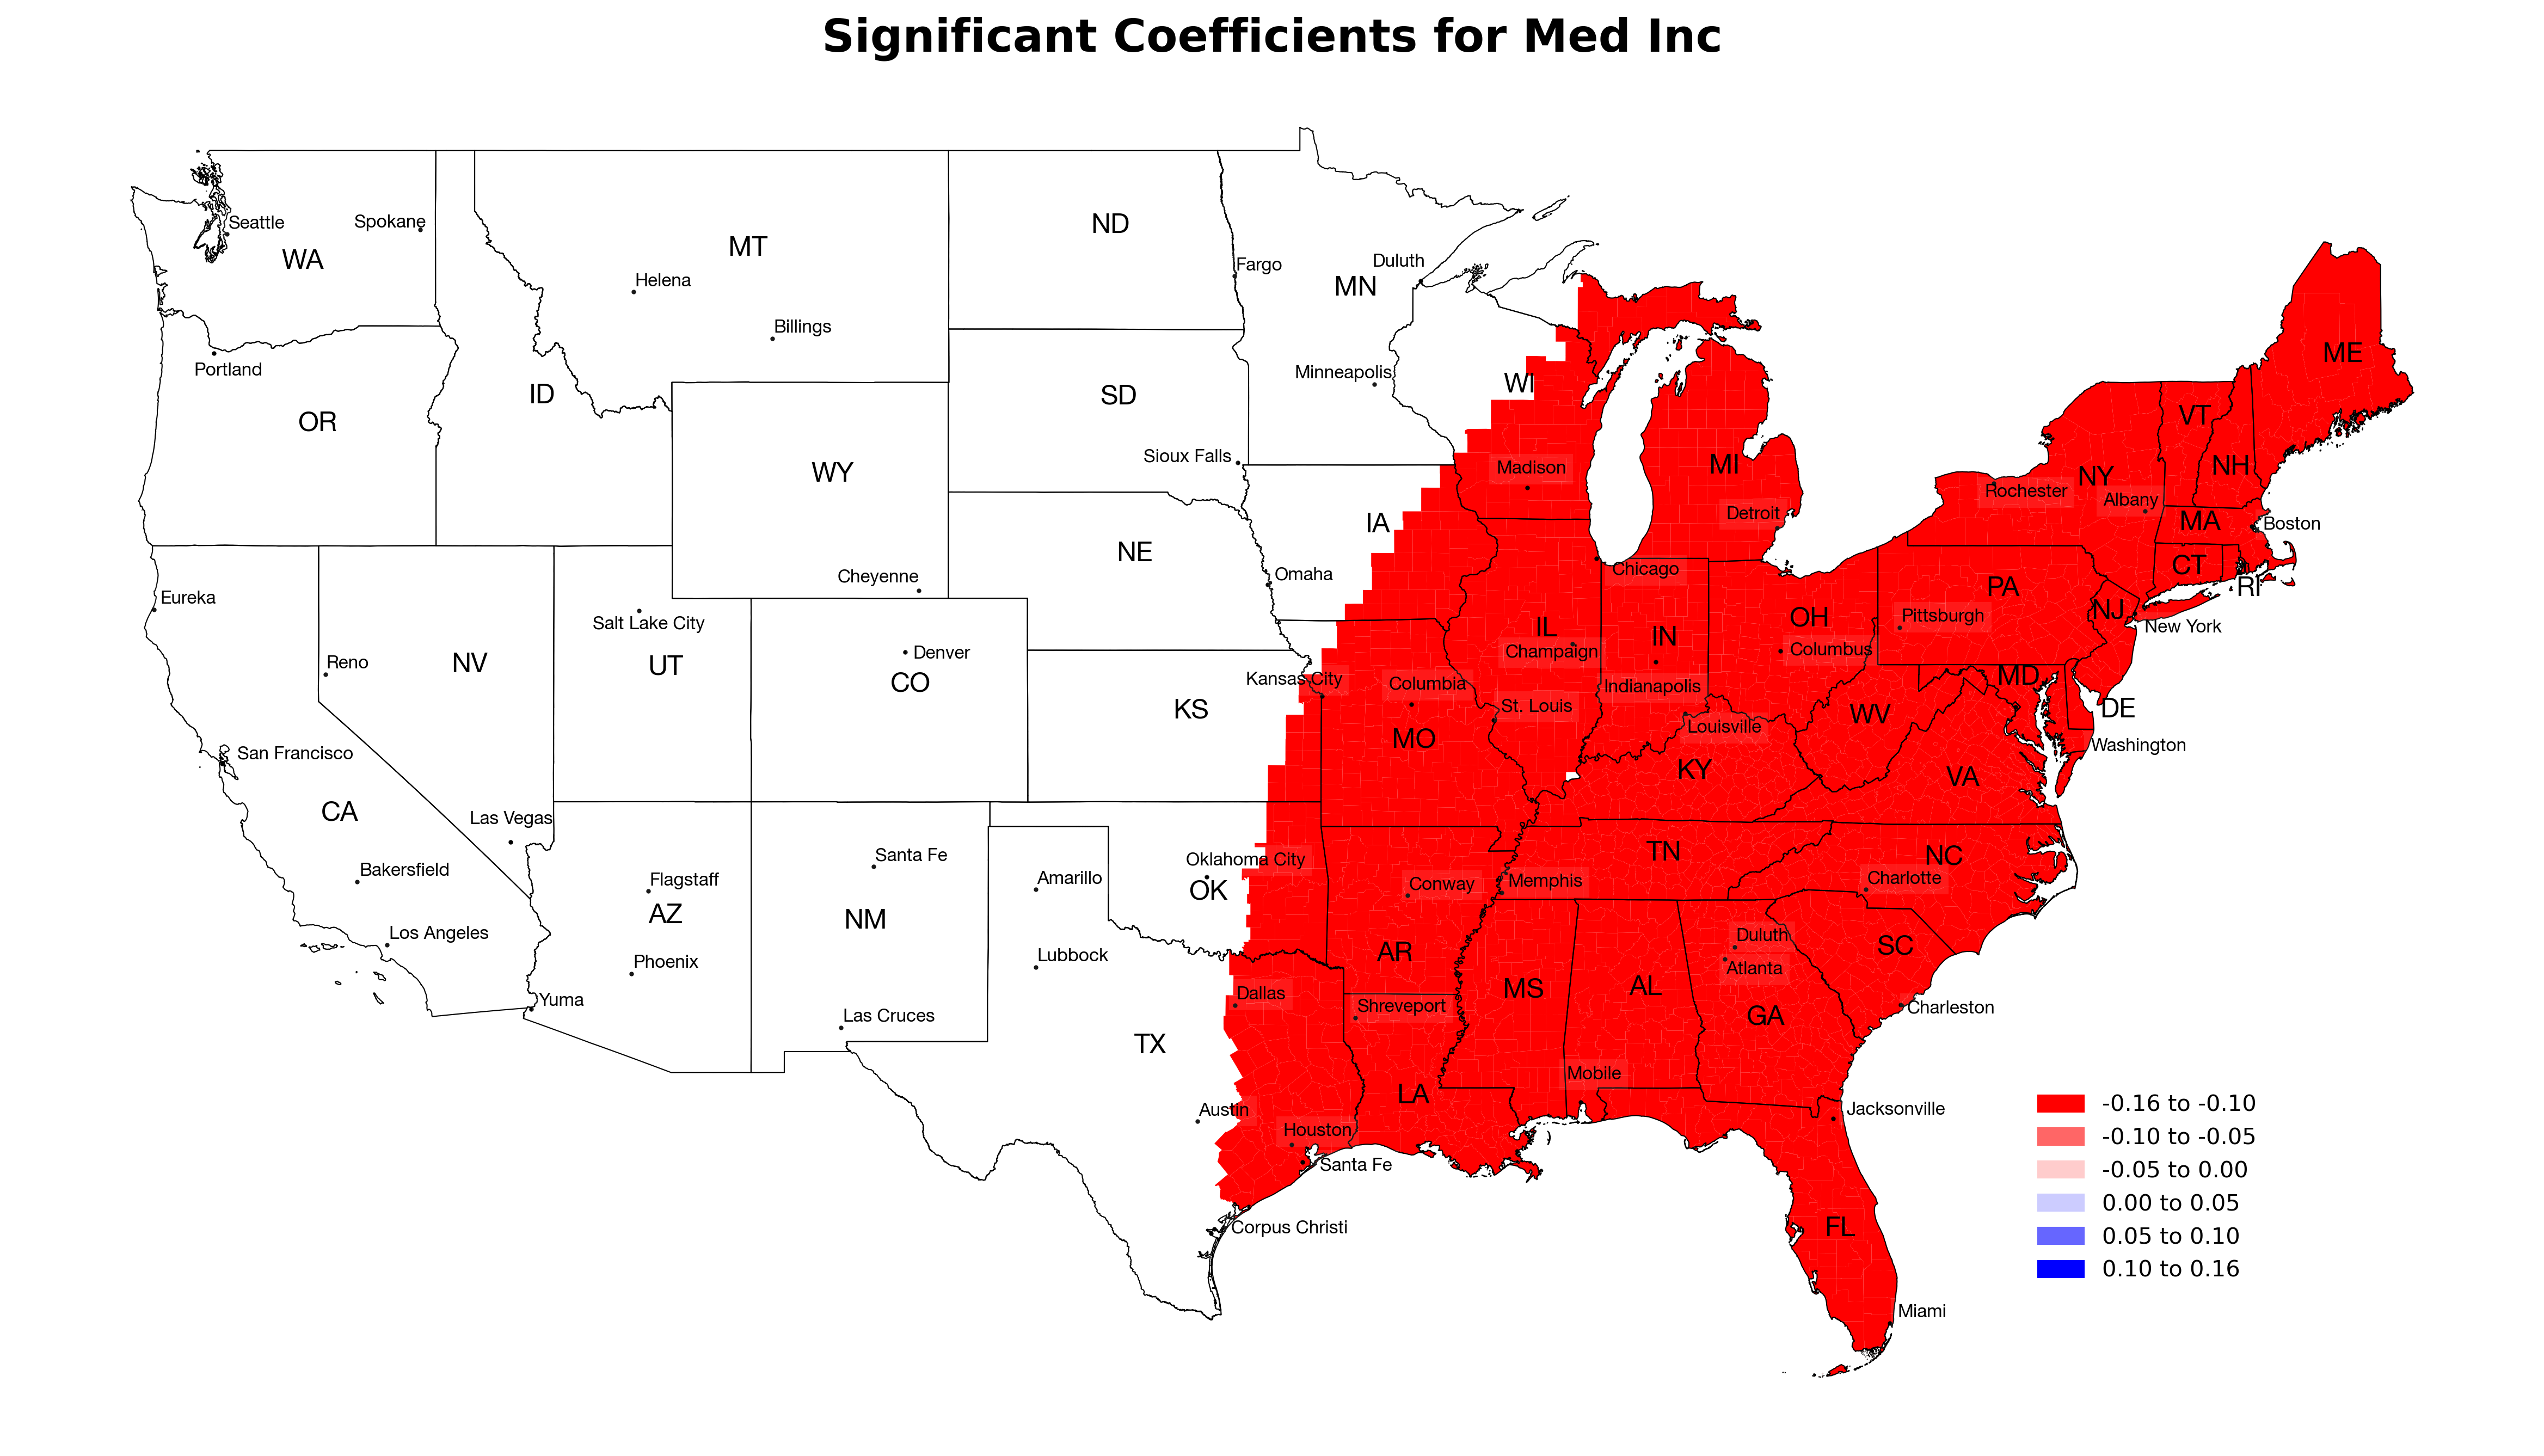 Significant Coefficients for Med Inc
Seattle
Spokane
WA
MT
ND
Helena
Fargo
Duluth
MN
Billings
Portland
OR
ID
WY
SD
Minneapolis
WI
Sioux Falls
Madison
MI
ME
VT
NH
NY
Rochester
Albany
Detroit
MA
Boston
IA
NE
Cheyenne
Omaha
Chicago
CT
RI
PA
NJ
New York
Pittsburgh
Eureka
Salt Lake City
Reno
NV
UT
Denver
CO
KS
Kansas City
Columbia
IL
Champaign
IN
Indianapolis
OH
Columbus
MD
DE
Washington
WV
VA
St. Louis
Louisville
MO
KY
San Francisco
CA
Las Vegas
Bakersfield
Los Angeles
Flagstaff
AZ
Phoenix
Yuma
Santa Fe
NM
Las Cruces
Amarillo
Lubbock
Oklahoma City
OK
Conway
Memphis
TN
NC
Charlotte
AR
Duluth
Atlanta
SC
Charleston
Dallas
Shreveport
MS
AL
GA
TX
LA
Mobile
Austin
Houston
Santa Fe
Corpus Christi
Jacksonville
FL
Miami
-0.16 to -0.10
-0.10 to -0.05
-0.05 to 0.00
0.00 to 0.05
0.05 to 0.10
0.10 to 0.16